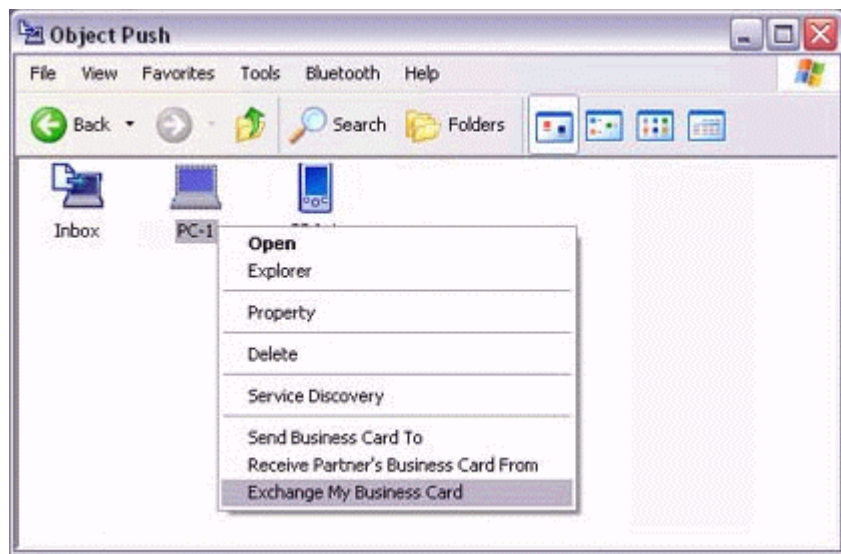 Object Push
File View Favorites Tools Bluetooth Help
Back Search Folders
Inbox PC-1
Open
Explorer
Property
Delete
Service Discovery
Send Business Card To
Receive Partner's Business Card From
Exchange My Business Card